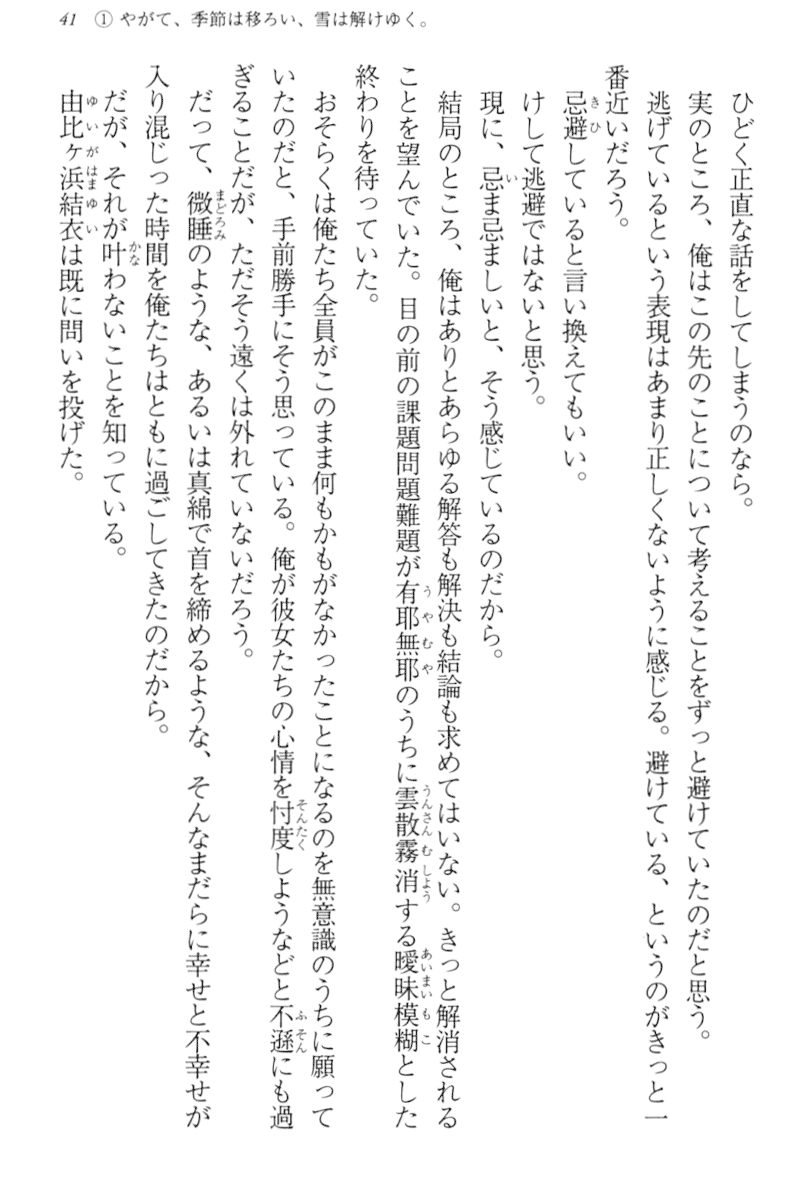 41　① やがて、季節は移ろい、雪は解けゆく。
ひどく正直な話をしてしまうのなら。
実のところ、俺はこの先のことについて考えることをずっと避けていたのだと思う。
逃げているという表現はあまり正しくないように感じる。避けている、というのがきっと一
番近いだろう。
忌避していると言い換えてもいい。
けして逃避ではないと思う。
現に、忌ま忌ましいと、そう感じているのだから。
結局のところ、俺はありとあらゆる解答も解決も結論も求めてはいない。きっと解消される
ことを望んでいた。目の前の課題問題難題が有耶無耶のうちに雲散霧消する曖昧模糊とした
終わりを待っていた。
おそらくは俺たち全員がこのまま何もかもがなかったことになるのを無意識のうちに願って
いたのだと、手前勝手にそう思っている。俺が彼女たちの心情を忖度しようなどと不遜にも過
ぎることだが、ただそう遠くは外れていないだろう。
だって、微睡のような、あるいは真綿で首を締めるような、そんなまだらに幸せと不幸せが
入り混じった時間を俺たちはともに過ごしてきたのだから。
だが、それが叶わないことを知っている。
由比ヶ浜結衣は既に問いを投げた。